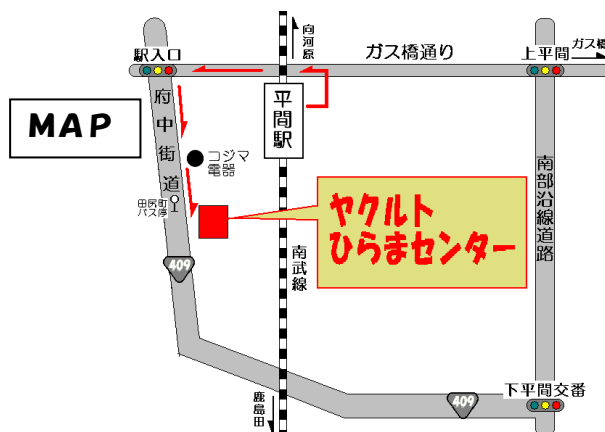 向河原
ガス橋通り
ガス橋
駅入口
上平間
MAP
平間駅
府中街道
コジマ
電器
田尻町
バス停
ヤクルト
ひらまセンター
南部沿線道路
南武線
409
鹿島田
409
下平間交番